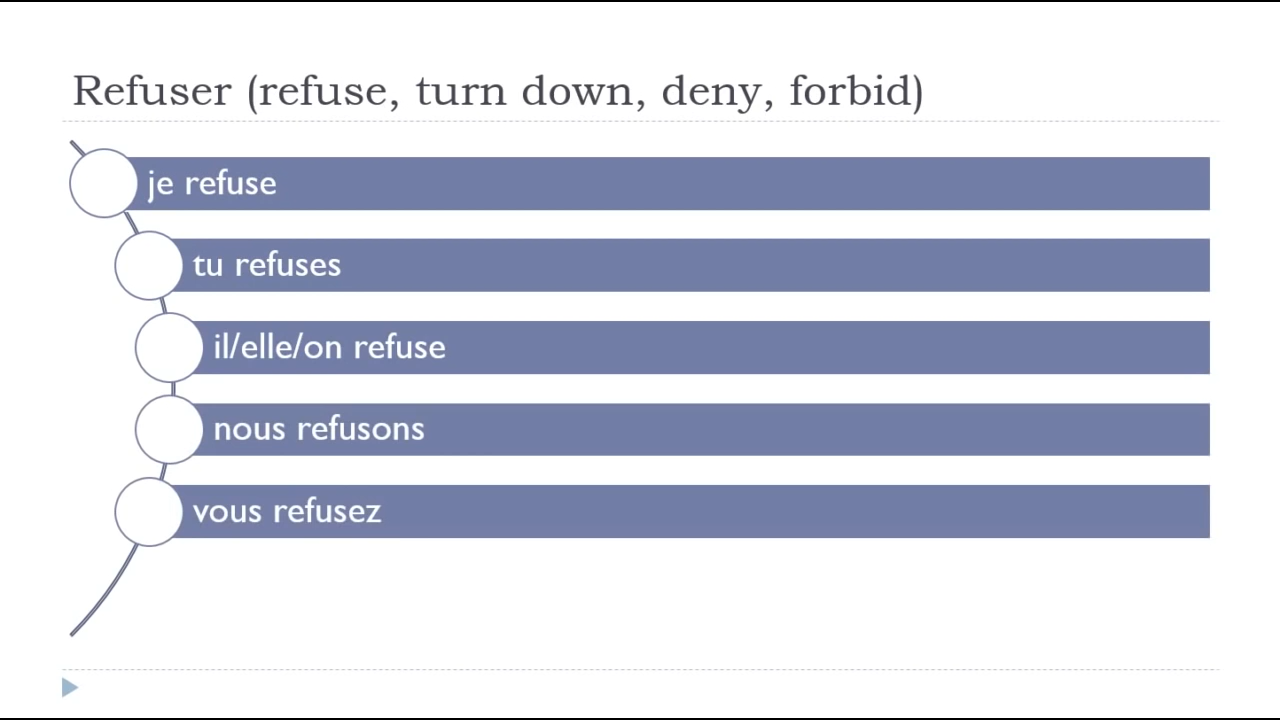 Refuser (refuse, turn down, deny, forbid)
je refuse
tu refuses
il/elle/on refuse
nous refusons
vous refusez